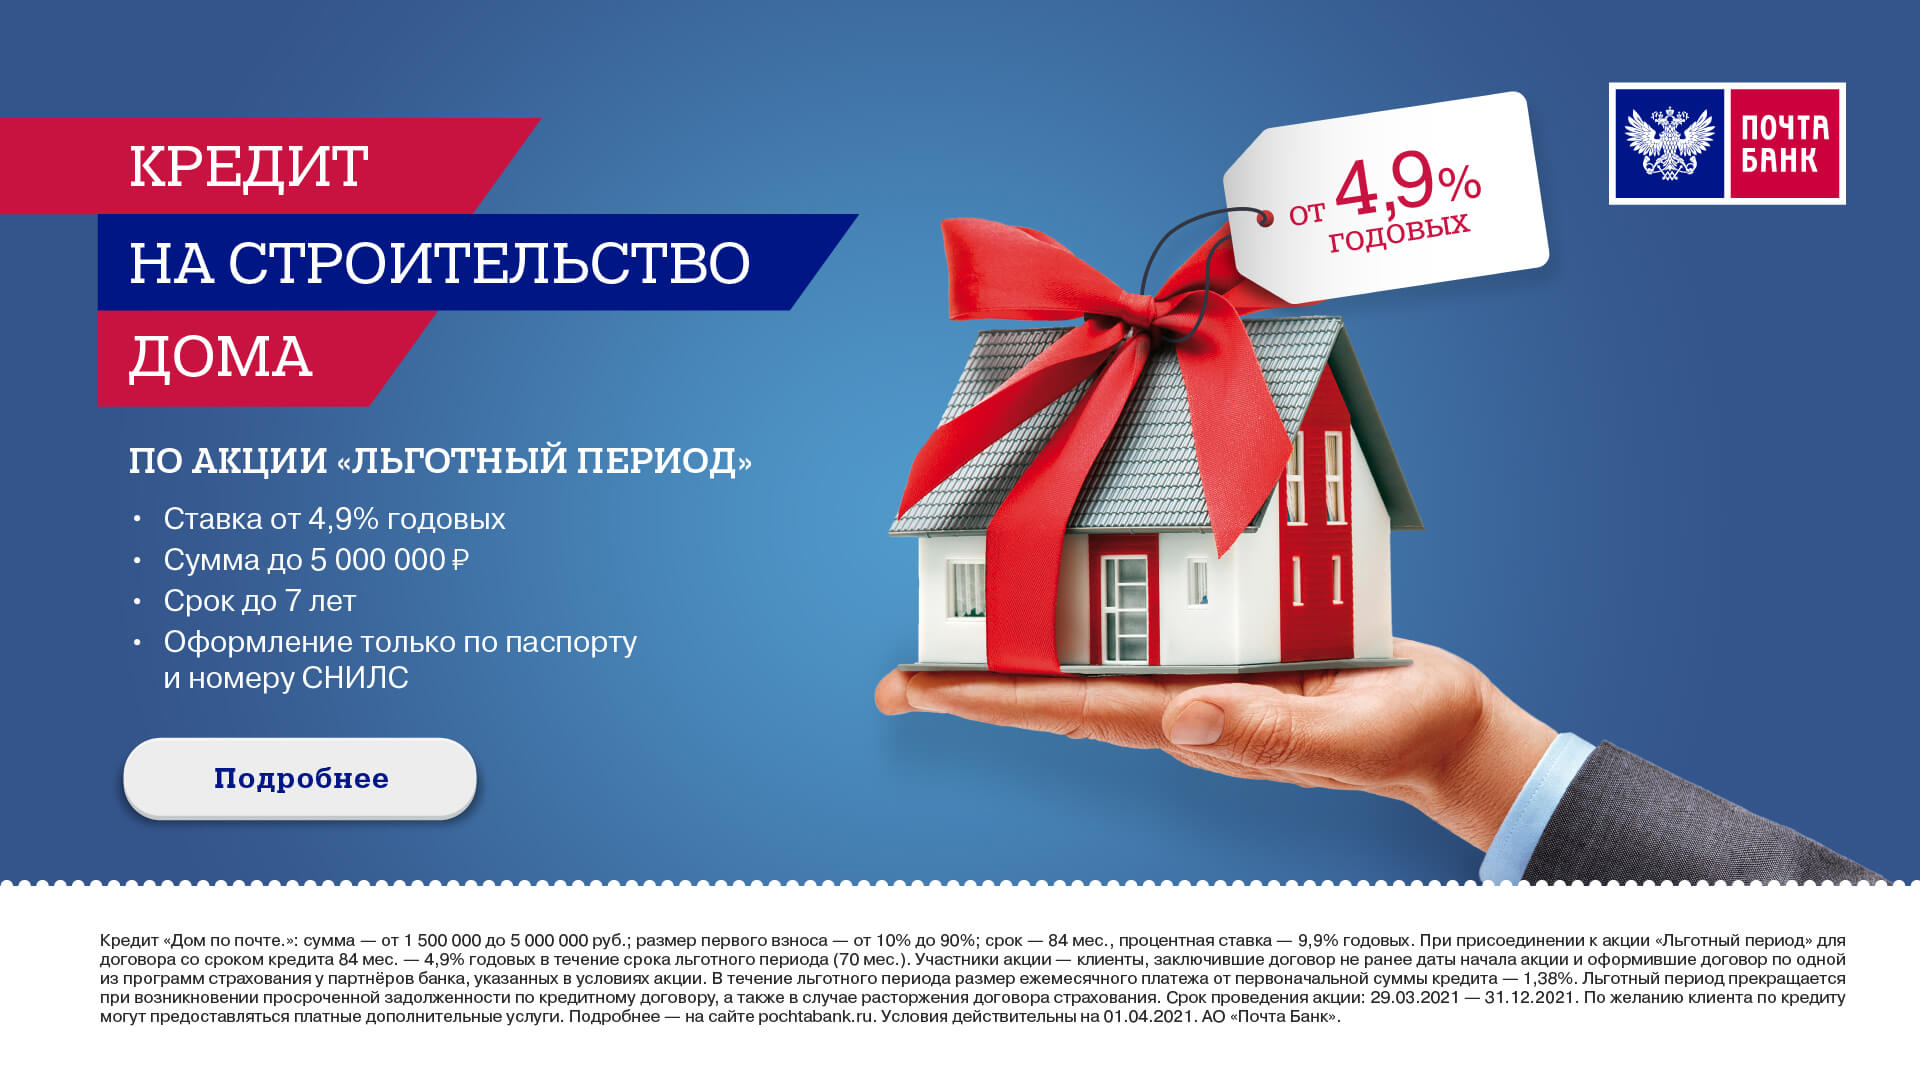 КРЕДИТ
НА СТРОИТЕЛЬСТВО
ДОМА
ПО АКЦИИ «ЛЬГОТНЫЙ ПЕРИОД»
• Ставка от 4,9% годовых
• Сумма до 5 000 000 ₽
• Срок до 7 лет
• Оформление только по паспорту
и номеру СНИЛС
Подробнее
от 4,9%
годовых
ПОЧТА
БАНК
Кредит «Дом по почте.»: сумма — от 1 500 000 до 5 000 000 руб.; размер первого взноса — от 10% до 90%; срок — 84 мес., процентная ставка — 9,9% годовых. При присоединении к акции «Льготный период» для
договора со сроком кредита 84 мес. — 4,9% годовых в течение срока льготного периода (70 мес.). Участники акции — клиенты, заключившие договор не ранее даты начала акции и оформившие договор по одной
из программ страхования у партнёров банка, указанных в условиях акции. В течение льготного периода размер ежемесячного платежа от первоначальной суммы кредита — 1,38%. Льготный период прекращается
при возникновении просроченной задолженности по кредитному договору, а также в случае расторжения договора страхования. Срок проведения акции: 29.03.2021 — 31.12.2021. По желанию клиента по кредиту
могут предоставляться платные дополнительные услуги. Подробнее — на сайте pochtabank.ru. Условия действительны на 01.04.2021. АО «Почта Банк».